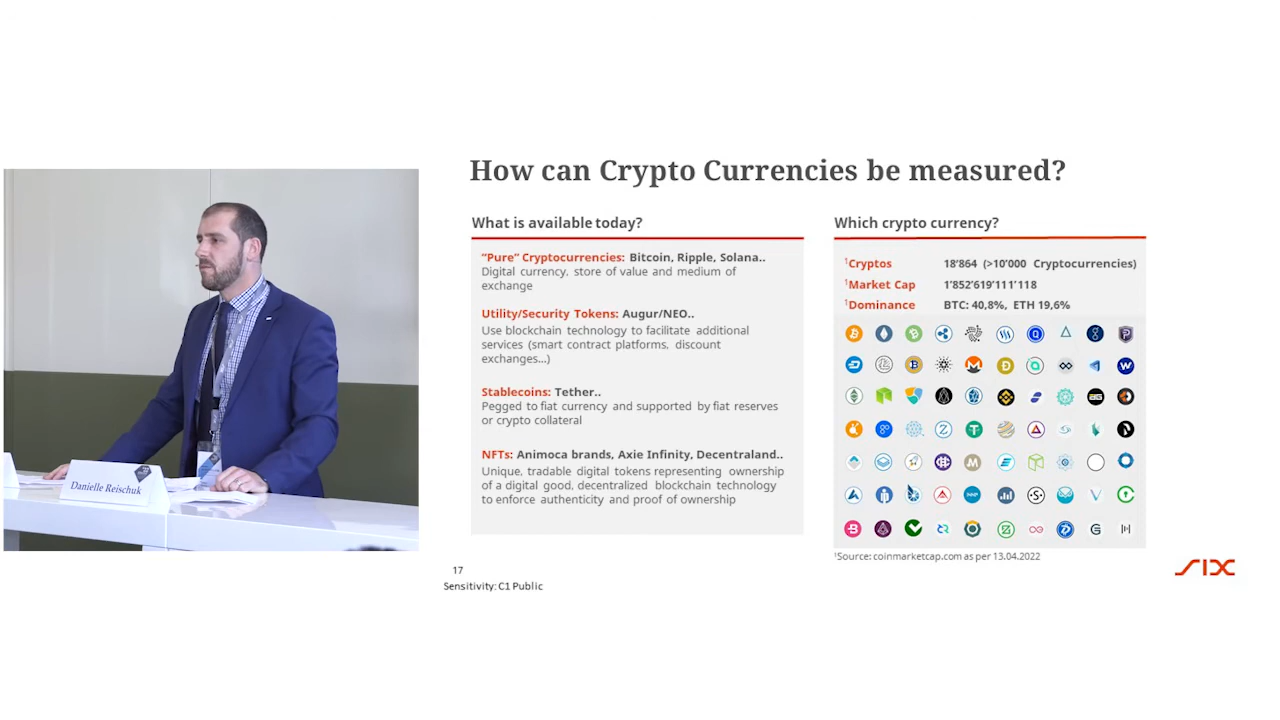 How can Crypto Currencies be measured?
What is available today?
"Pure" Cryptocurrencies: Bitcoin, Ripple, Solana..
Digital currency, store of value and medium of
exchange
Utility/Security Tokens: Augur/NEO..
Use blockchain technology to facilitate additional
services (smart contract platforms, discount
exchanges...)
Stablecoins: Tether..
Pegged to fiat currency and supported by fiat reserves
or crypto collateral
NFTs: Animoca brands, Axie Infinity, Decentraland..
Unique, tradable digital tokens representing ownership
of a digital good, decentralized blockchain technology
to enforce authenticity and proof of ownership
Which crypto currency?
¹Cryptos 18'864 (>10'000 Cryptocurrencies)
¹Market Cap 1'852'619'111'118
¹Dominance BTC: 40,8%, ETH 19,6%
¹Source: coinmarketcap.com as per 13.04.2022
Danielle Reischuk
17
Sensitivity: C1 Public
SIX